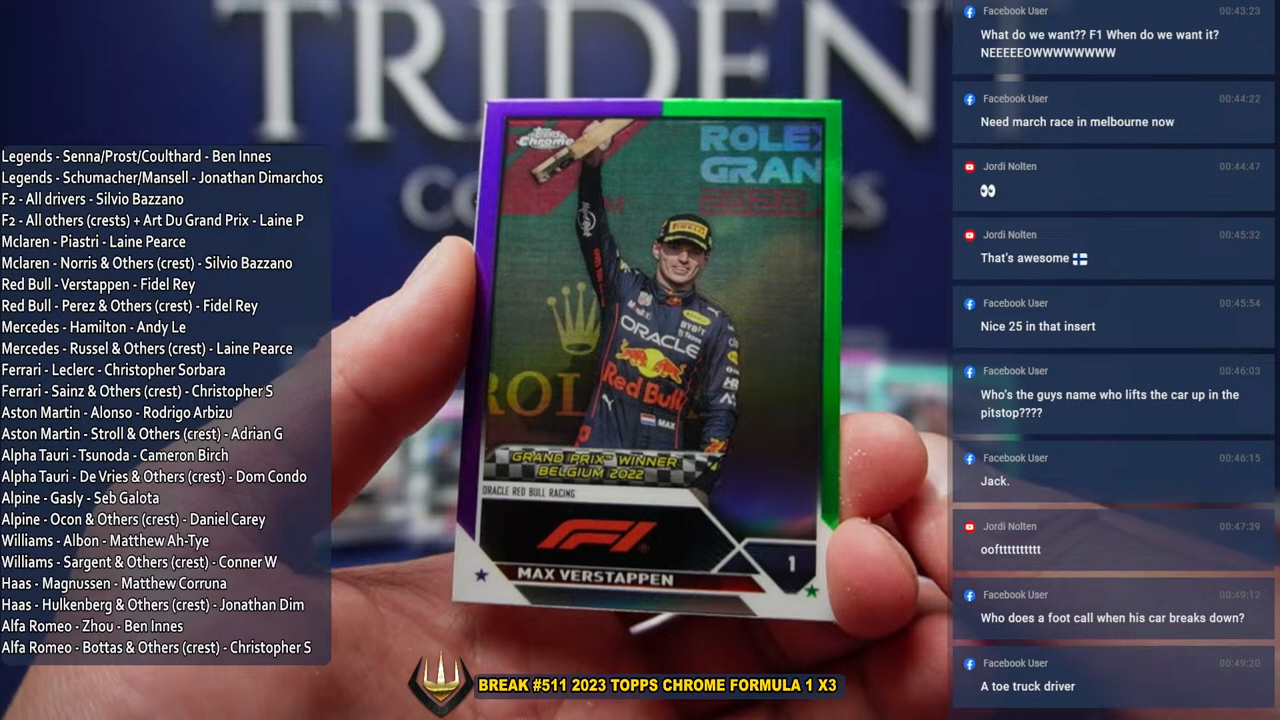 TRIDEN
Co
s
Legends - Senna/Prost/Coulthard - Ben Innes
Legends - Schumacher/Mansell - Jonathan Dimarchos
F2 - All drivers - Silvio Bazzano
F2 - All others (crests) + Art Du Grand Prix - Laine P
Mclaren - Piastri - Laine Pearce
Mclaren - Norris & Others (crest) - Silvio Bazzano
Red Bull - Verstappen - Fidel Rey
Red Bull - Perez & Others (crest) - Fidel Rey
Mercedes - Hamilton - Andy Le
Mercedes - Russel & Others (crest) - Laine Pearce
Ferrari - Leclerc - Christopher Sorbara
Ferrari - Sainz & Others (crest) - Christopher S
Aston Martin - Alonso - Rodrigo Arbizu
Aston Martin - Stroll & Others (crest) - Adrian G
Alpha Tauri - Tsunoda - Cameron Birch
Alpha Tauri - De Vries & Others (crest) - Dom Condo
Alpine - Gasly - Seb Galota
Alpine - Ocon & Others (crest) - Daniel Carey
Williams - Albon - Matthew Ah-Tye
Williams - Sargent & Others (crest) - Conner W
Haas - Magnussen - Matthew Corruna
Haas - Hulkenberg & Others (crest) - Jonathan Dim
Alfa Romeo - Zhou - Ben Innes
Alfa Romeo - Bottas & Others (crest) - Christopher S
Topps
Chrome
ROLEX
GRAN
2022
PIRELLI
BYBIT
ORACLE
Red Bull
MAX
ROL
GRAND PRIX™ WINNER
BELGIUM 2022
ORACLE RED BULL RACING
F1
1
MAX VERSTAPPEN
BREAK #511 2023 TOPPS CHROME FORMULA 1 X3
Facebook User 00:43:23
What do we want?? F1 When do we want it?
NEEEEOWWWWWWWW
Facebook User 00:44:22
Need march race in melbourne now
Jordi Nolten 00:44:47
👀
Jordi Nolten 00:45:32
That's awesome 🇫🇮
Facebook User 00:45:54
Nice 25 in that insert
Facebook User 00:46:03
Who's the guys name who lifts the car up in the
pitstop????
Facebook User 00:46:15
Jack.
Jordi Nolten 00:47:39
ooftttttttttt
Facebook User 00:49:12
Who does a foot call when his car breaks down?
Facebook User 00:49:20
A toe truck driver